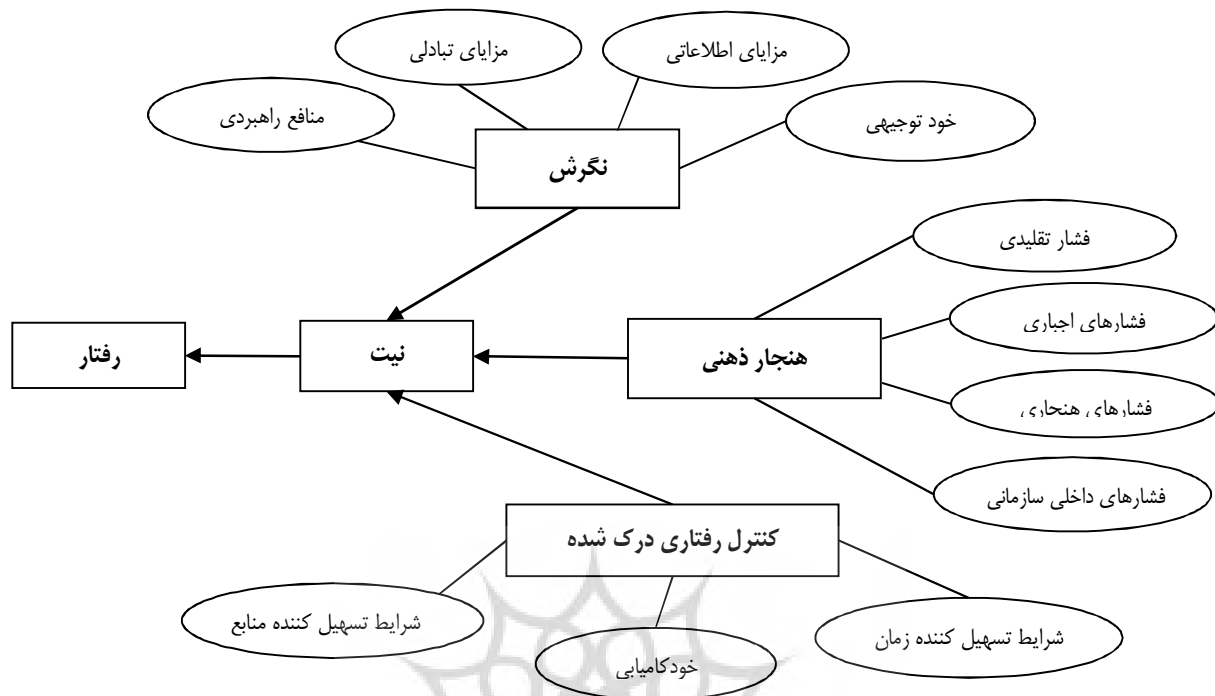 مزایای اطلاعاتی
مزایای تبادلی
منافع راهبردی
خود توجیهی
نگرش
فشار تقلیدی
فشارهای اجباری
هنجار ذهنی
نیت
رفتار
فشارهای هنجاری
فشارهای داخلی سازمانی
کنترل رفتاری درک شده
شرایط تسهیل کننده زمان
خودکامیابی
شرایط تسهیل کننده منابع